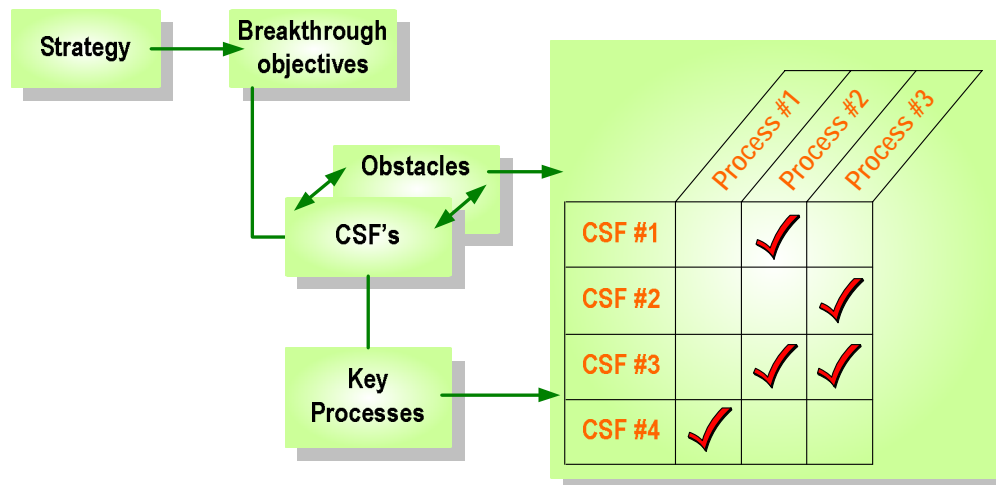 Strategy
Breakthrough
objectives
Obstacles
CSF's
Key
Processes
Process #1
Process #2
Process #3
CSF #1
CSF #2
CSF #3
CSF #4